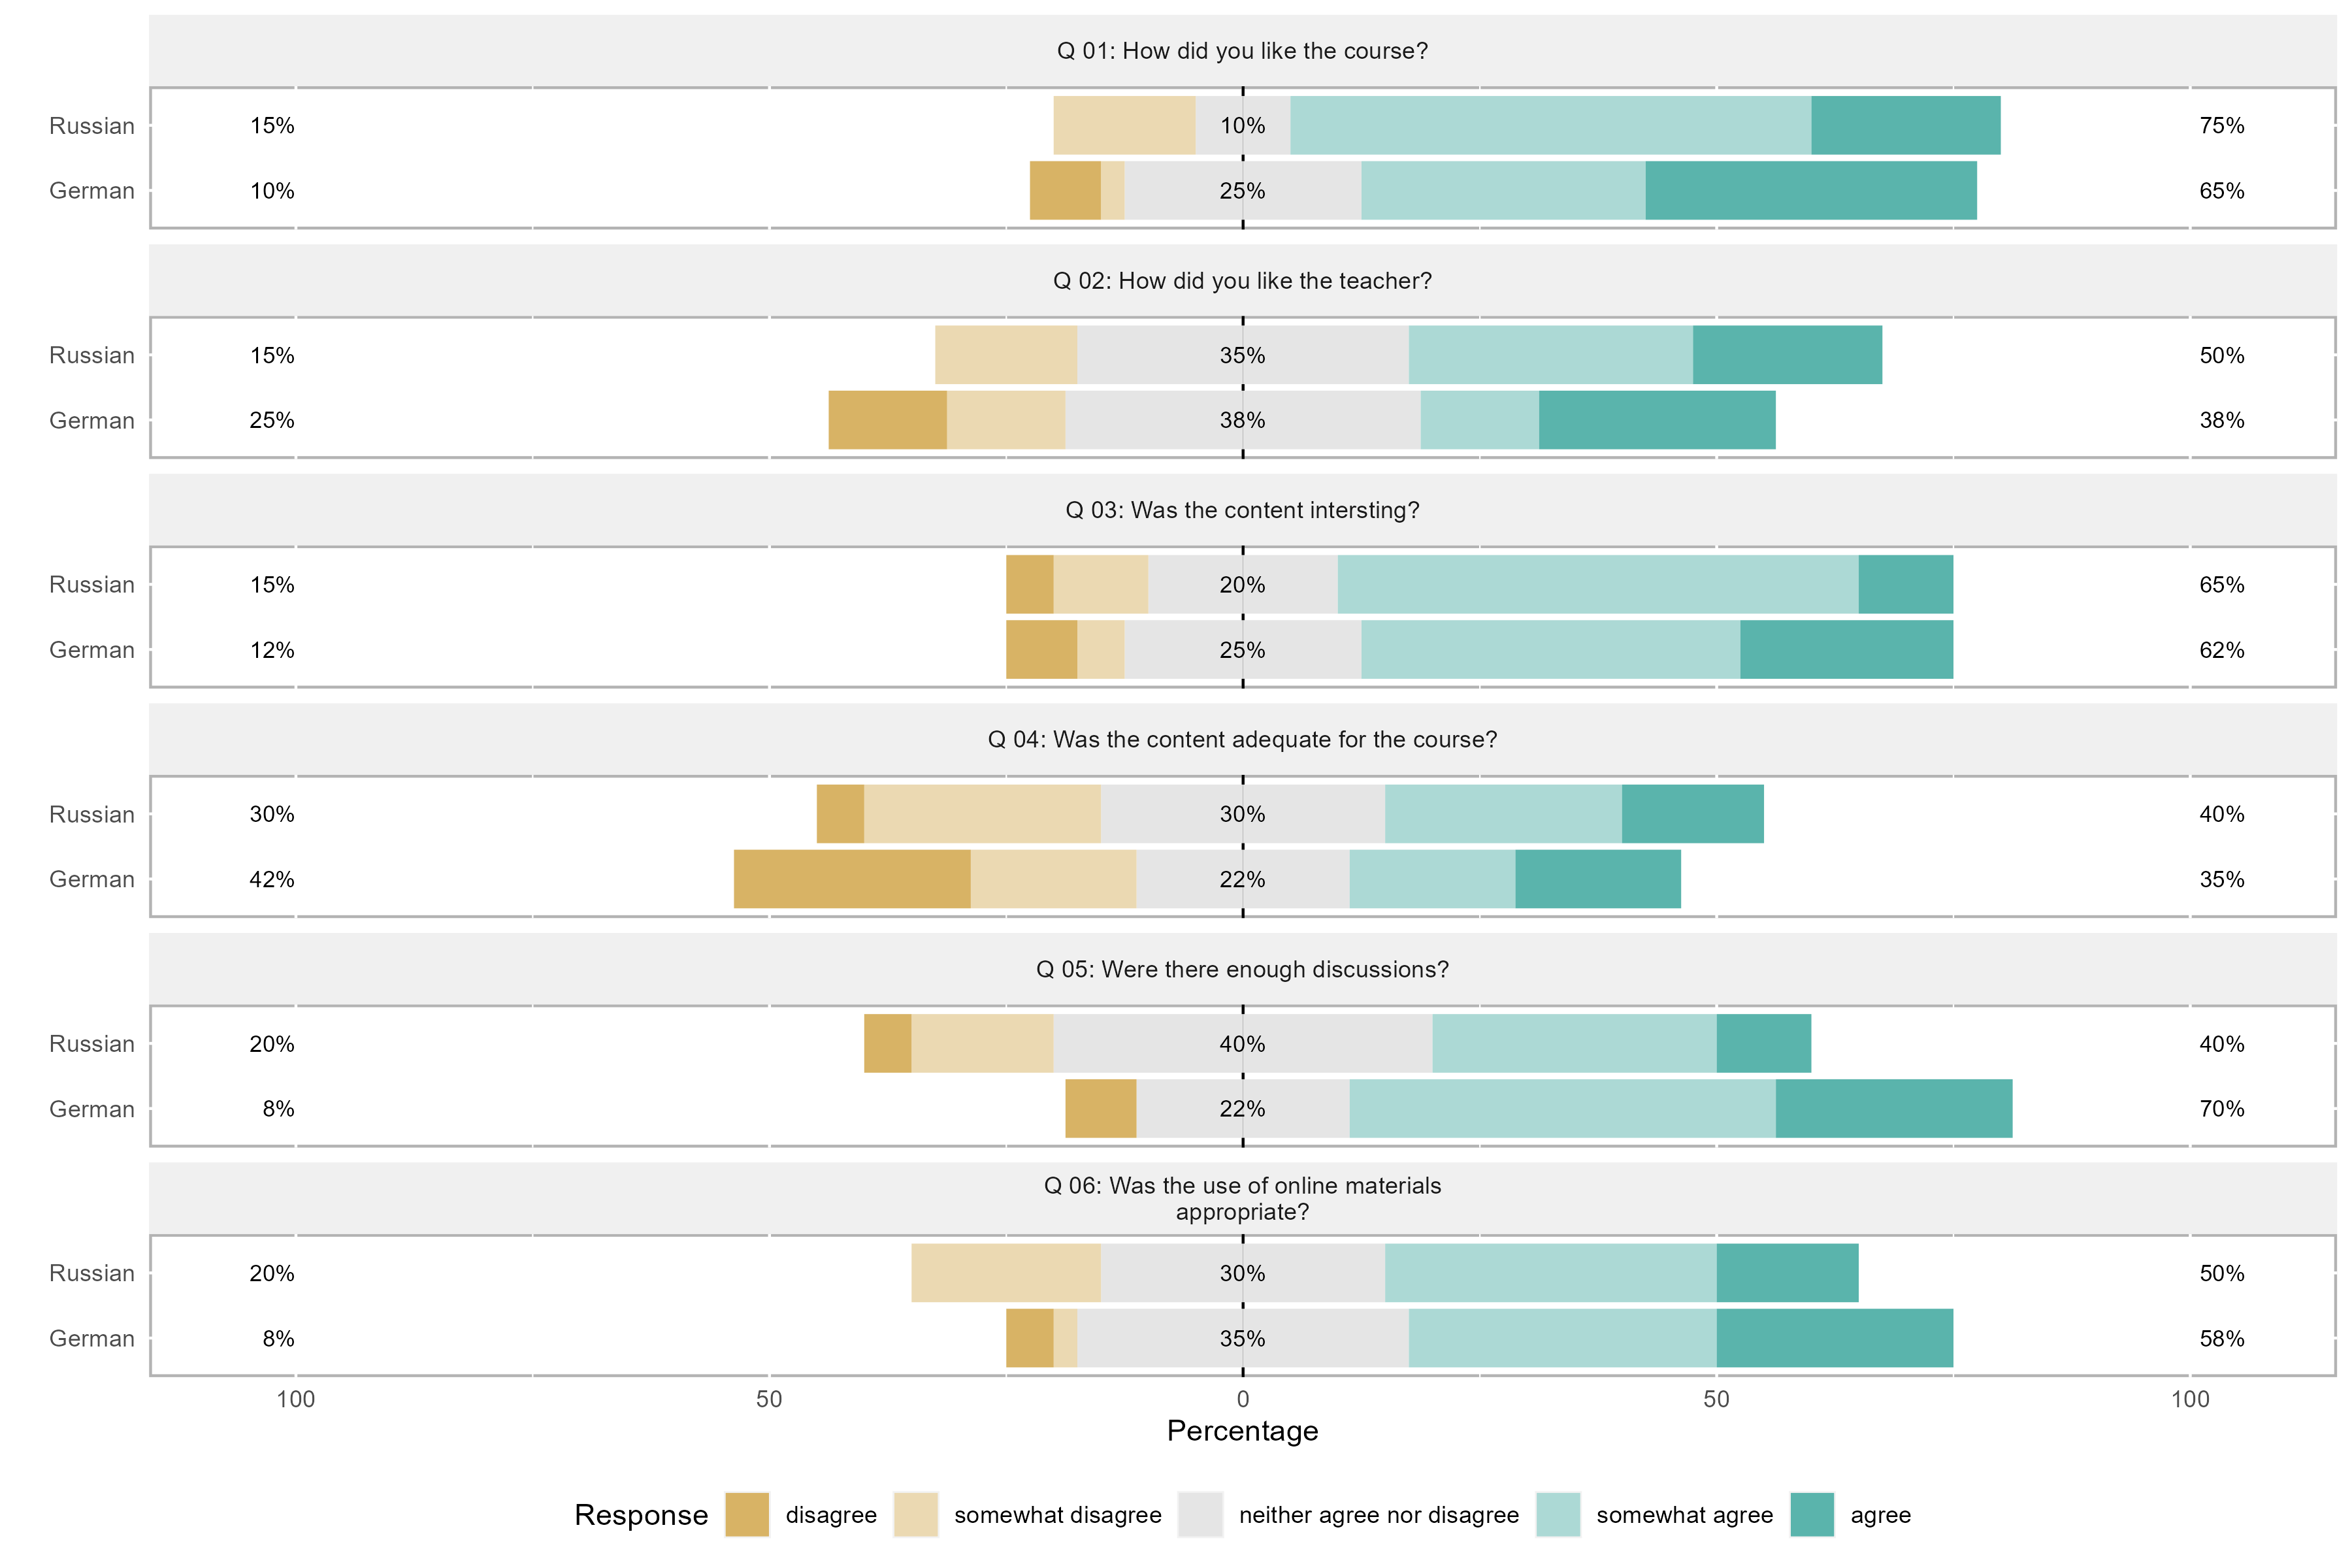 Q 01: How did you like the course?
Russian 15% 10% 75%
German 10% 25% 65%
Q 02: How did you like the teacher?
Russian 15% 35% 50%
German 25% 38% 38%
Q 03: Was the content intersting?
Russian 15% 20% 65%
German 12% 25% 62%
Q 04: Was the content adequate for the course?
Russian 30% 30% 40%
German 42% 22% 35%
Q 05: Were there enough discussions?
Russian 20% 40% 40%
German 8% 22% 70%
Q 06: Was the use of online materials
appropriate?
Russian 20% 30% 50%
German 8% 35% 58%
100 50 0 50 100
Percentage
Response disagree somewhat disagree neither agree nor disagree somewhat agree agree